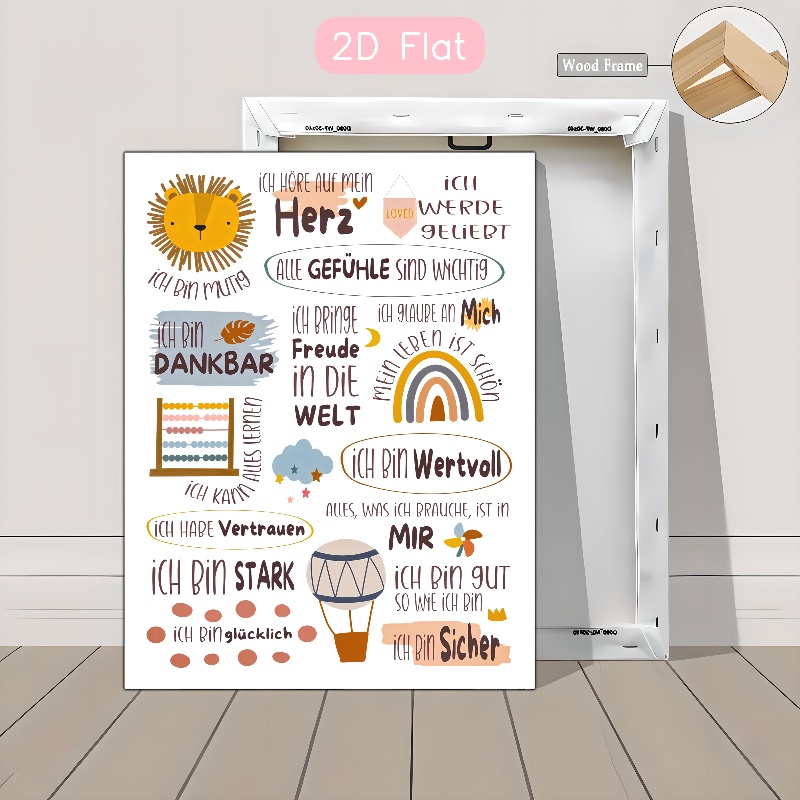 2D Flat
Wood Frame
ICH HÖRE AUF MEIN
Herz
LOVED
ICH
WERDE
GELIEBT
ICH BIN MUTIG
ALLE GEFÜHLE SIND WICHTIG
ICH BIN
DANKBAR
ICH BRINGE
Freude
IN DIE
WELT
ICH GLAUBE AN Mich
MEIN LEBEN IST SCHÖN
ICH KANN ALLES LERNEN
ICH BIN Wertvoll
ICH HABE Vertrauen
ALLES, WAS ICH BRAUCHE, IST IN
MIR
ICH BIN STARK
ICH BIN GUT
SO WIE ICH BIN
ICH BIN glücklich
ICH BIN Sicher